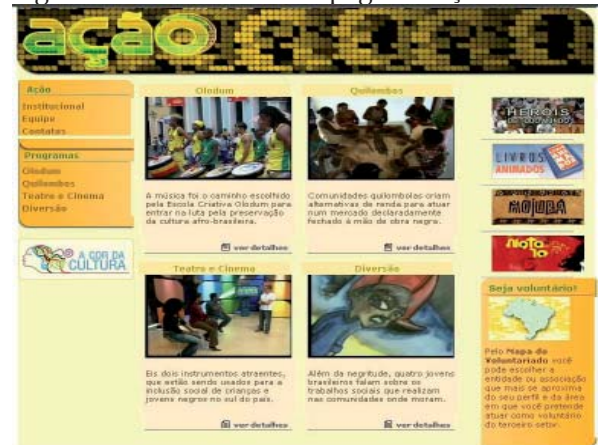 ação
Ação
Institucional
Equipe
Contatos
Programas
Olodum
Quilombos
Teatro e Cinema
Diversão
A COR DA
CULTURA
Olodum
A música foi o caminho escolhido
pela Escola Criativa Olodum para
entrar na luta pela preservação
da cultura afro-brasileira.
ver detalhes
Quilombos
Comunidades quilombolas criam
alternativas de renda para atuar
num mercado declaradamente
fechado à mão de obra negra.
ver detalhes
Teatro e Cinema
Eis dois instrumentos atraentes,
que estão sendo usados para a
inclusão social de crianças e
jovens negros no sul do país.
ver detalhes
Diversão
Além da negritude, quatro jovens
brasileiros falam sobre os
trabalhos sociais que realizam
nas comunidades onde moram.
ver detalhes
HERÓIS
DE TODO MUNDO
LIVROS
ANIMADOS
MOJUBÁ
nota
10
Seja voluntário!
Pelo Mapa do
Voluntariado você
pode escolher a
entidade ou associação
que mais se aproxima
do seu perfil e da área
em que você pretende
atuar como voluntário
do terceiro setor.